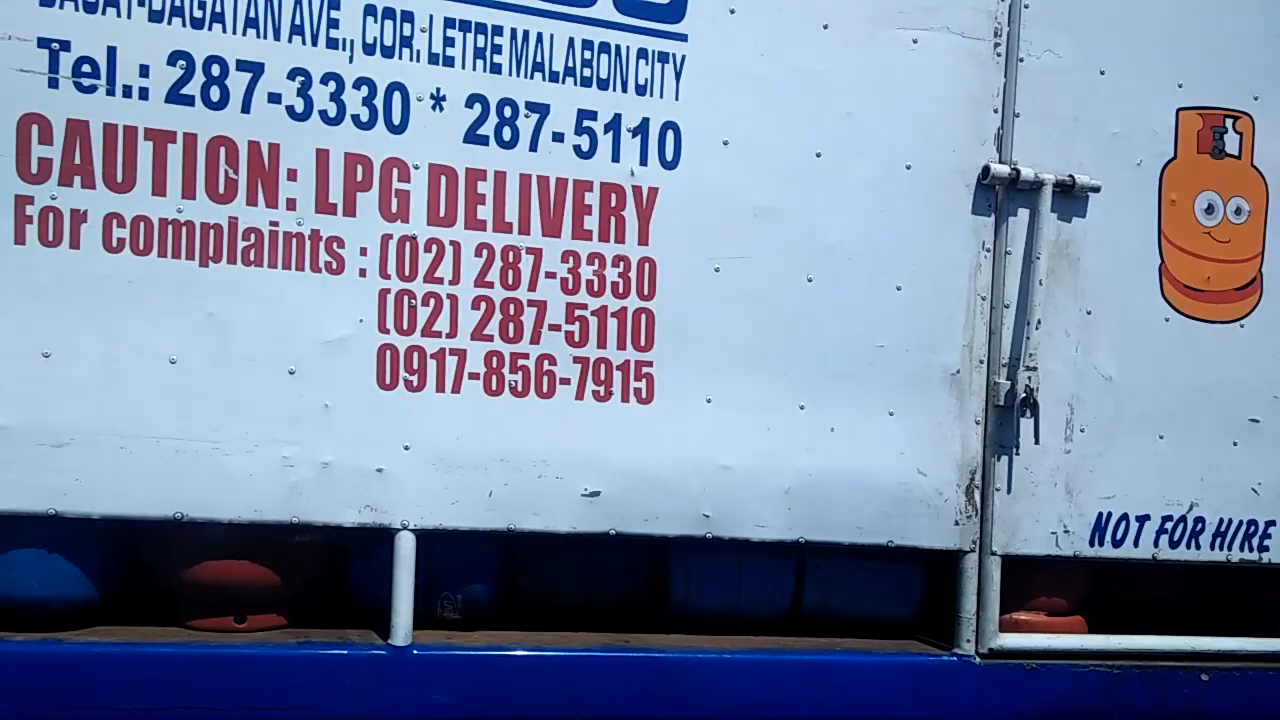 DAGAT-DAGATAN AVE., COR. LETRE MALABON CITY
Tel.: 287-3330 * 287-5110
CAUTION: LPG DELIVERY
For complaints : (02) 287-3330
(02) 287-5110
0917-856-7915
NOT FOR HIRE